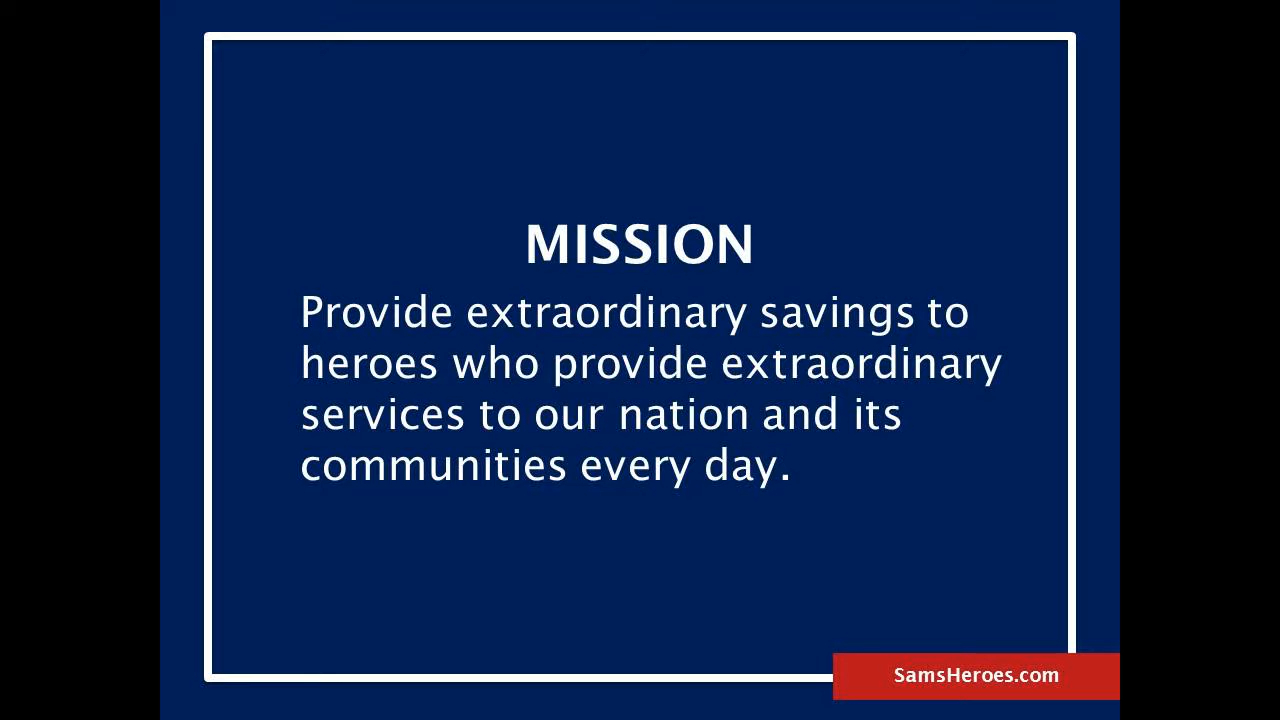 MISSION
Provide extraordinary savings to
heroes who provide extraordinary
services to our nation and its
communities every day.
SamsHeroes.com